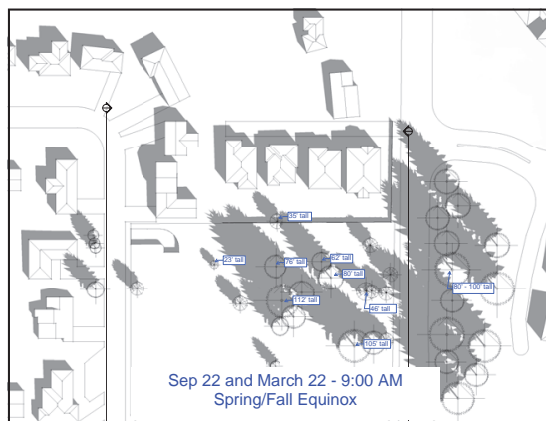 35' tall
23' tall
76' tall
62' tall
80' tall
80' - 100' tall
112' tall
46' tall
105' tall
Sep 22 and March 22 - 9:00 AM
Spring/Fall Equinox